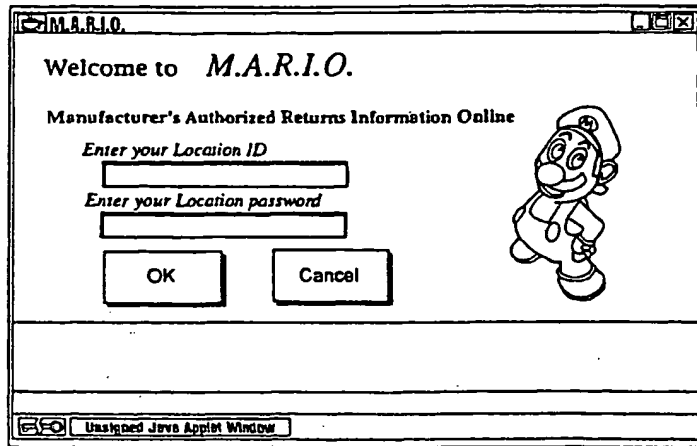 M.A.R.I.O.
Welcome to M.A.R.I.O.
Manufacturer's Authorized Returns Information Online
Enter your Location ID
Enter your Location password
OK Cancel
Unsigned Java Applet Window